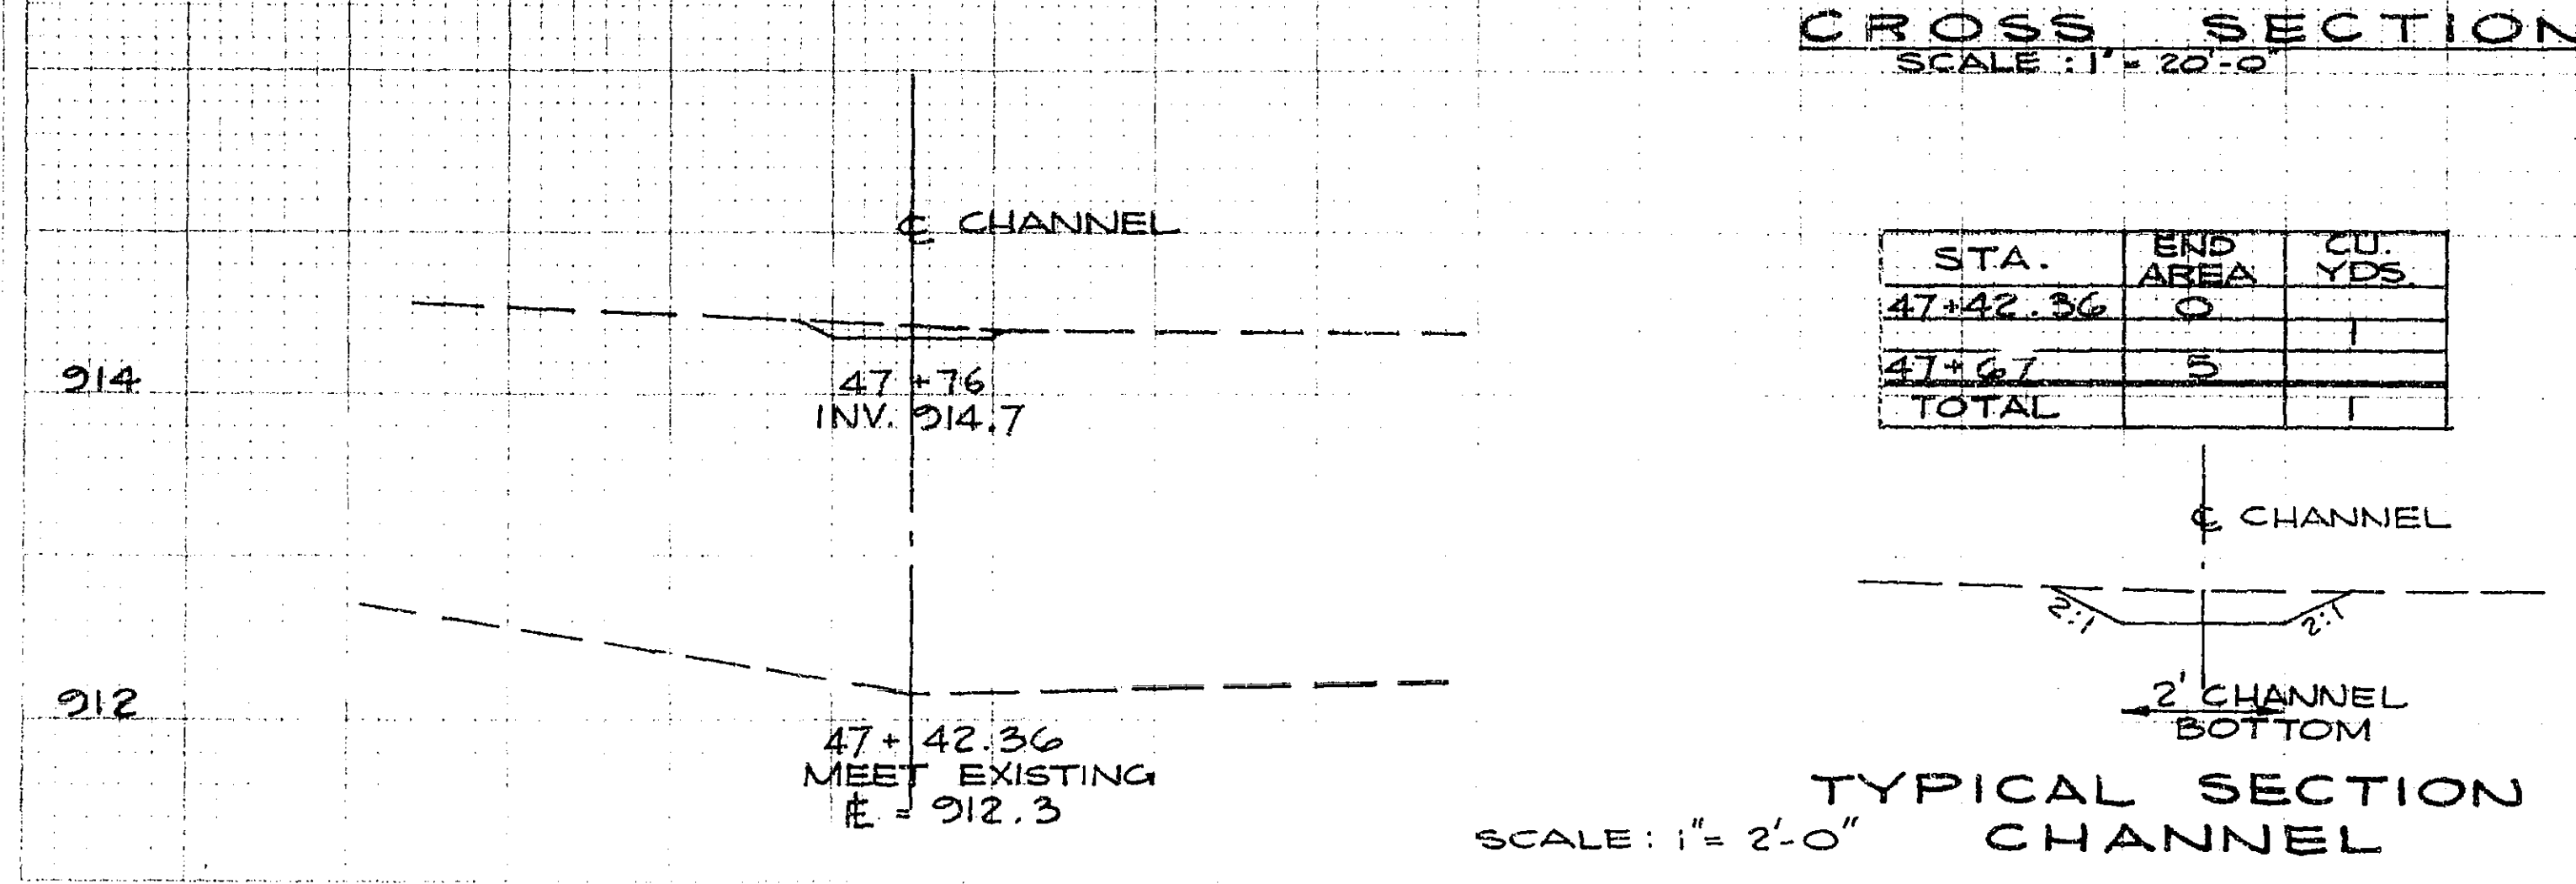 CROSS SECTION
SCALE : 1" = 20'-0"
℄ CHANNEL
914
47 + 76
INV. 914.7
912
47 + 42.36
MEET EXISTING
= 912.3
STA. END AREA CU. YDS.
47+42.36 0
1
47+67 5
TOTAL 1
℄ CHANNEL
2:1 2:1
2' CHANNEL
BOTTOM
TYPICAL SECTION
CHANNEL
SCALE: 1" = 2'-0"